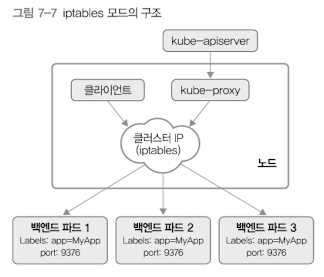 그림 7-7 iptables 모드의 구조
kube-apiserver
클라이언트
kube-proxy
클러스터 IP
(iptables)
노드
백엔드 파드 1
Labels: app=MyApp
port: 9376
백엔드 파드 2
Labels: app=MyApp
port: 9376
백엔드 파드 3
Labels: app=MyApp
port: 9376